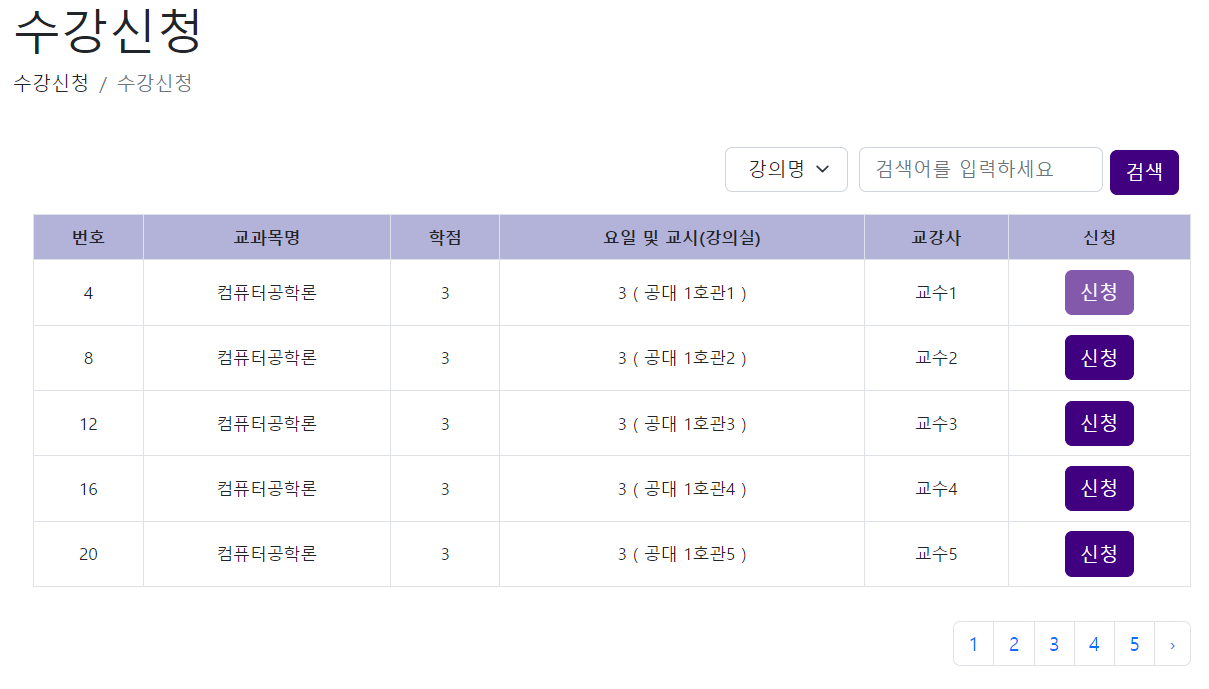 수강신청
수강신청 / 수강신청
강의명 검색어를 입력하세요 검색
번호 교과목명 학점 요일 및 교시(강의실) 교강사 신청
4 컴퓨터공학론 3 3 ( 공대 1호관1 ) 교수1 신청
8 컴퓨터공학론 3 3 ( 공대 1호관2 ) 교수2 신청
12 컴퓨터공학론 3 3 ( 공대 1호관3 ) 교수3 신청
16 컴퓨터공학론 3 3 ( 공대 1호관4 ) 교수4 신청
20 컴퓨터공학론 3 3 ( 공대 1호관5 ) 교수5 신청
1 2 3 4 5 ›